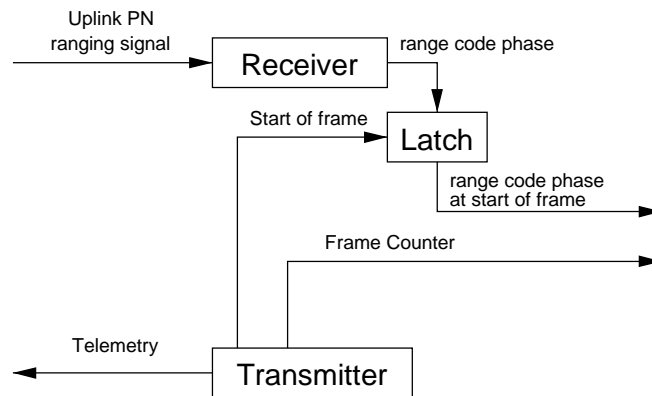 Uplink PN
ranging signal
Receiver
range code phase
Start of frame
Latch
range code phase
at start of frame
Frame Counter
Telemetry
Transmitter